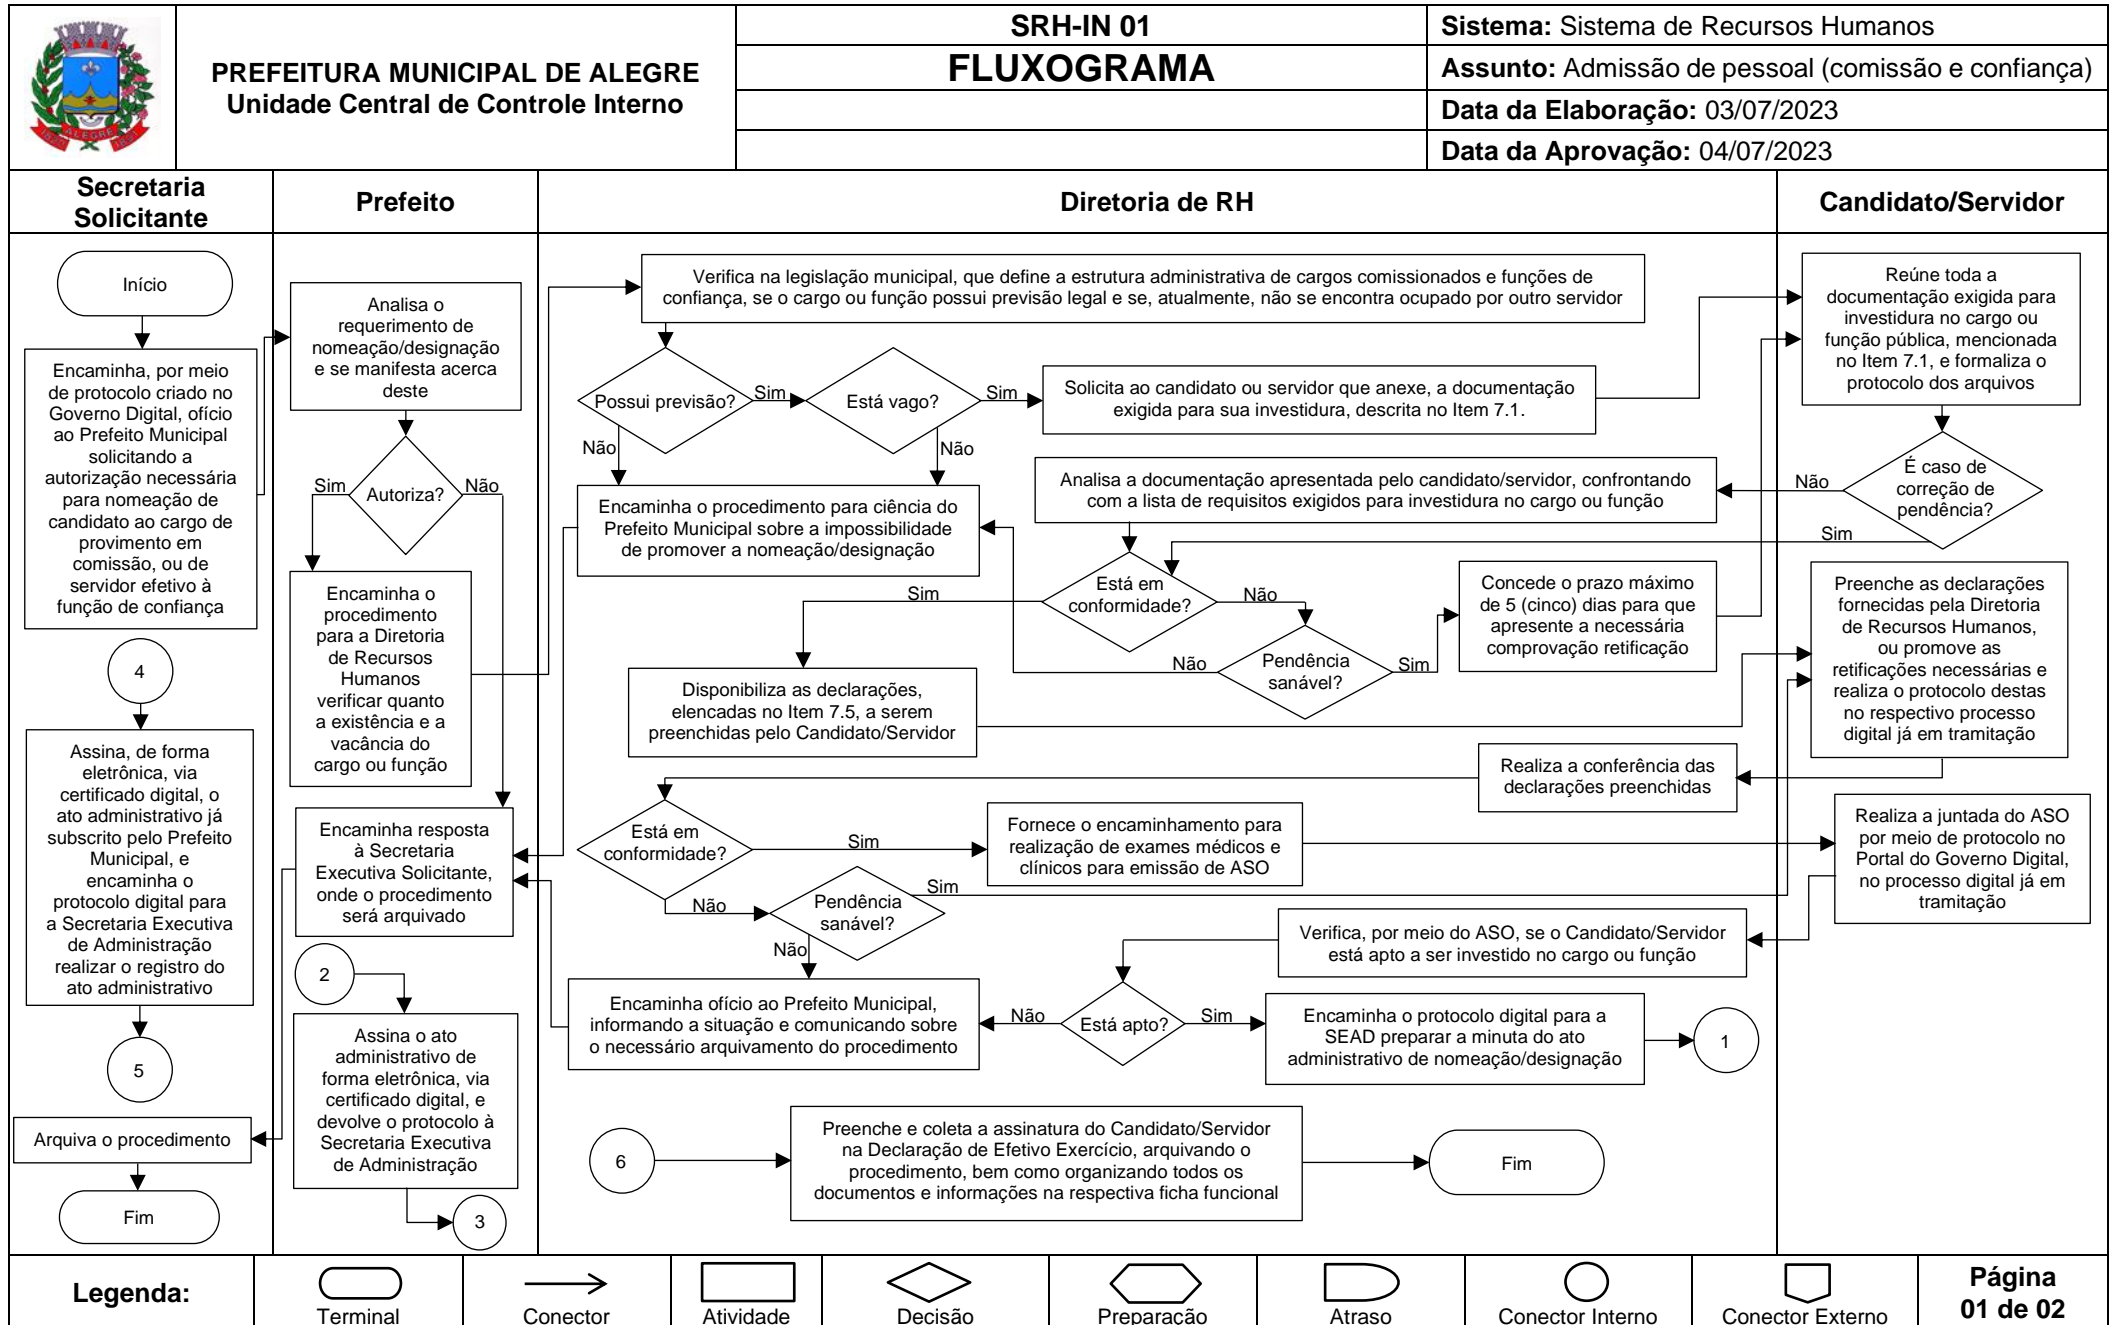 PREFEITURA MUNICIPAL DE ALEGRE
Unidade Central de Controle Interno
SRH-IN 01
FLUXOGRAMA
Sistema: Sistema de Recursos Humanos
Assunto: Admissão de pessoal (comissão e confiança)
Data da Elaboração: 03/07/2023
Data da Aprovação: 04/07/2023
ALEGRE
Secretaria
Solicitante
Prefeito
Diretoria de RH
Candidato/Servidor
Início
Encaminha, por meio
de protocolo criado no
Governo Digital, ofício
ao Prefeito Municipal
solicitando a
autorização necessária
para nomeação de
candidato ao cargo de
provimento em
comissão, ou de
servidor efetivo à
função de confiança
4
Assina, de forma
eletrônica, via
certificado digital, o
ato administrativo já
subscrito pelo Prefeito
Municipal, e
encaminha o
protocolo digital para
a Secretaria Executiva
de Administração
realizar o registro do
ato administrativo
5
Arquiva o procedimento
Fim
Analisa o
requerimento de
nomeação/designação
e se manifesta acerca
deste
Autoriza?
Sim
Não
Encaminha o
procedimento
para a Diretoria
de Recursos
Humanos
verificar quanto
a existência e a
vacância do
cargo ou função
Encaminha resposta
à Secretaria
Executiva Solicitante,
onde o procedimento
será arquivado
2
Assina o ato
administrativo de
forma eletrônica, via
certificado digital, e
devolve o protocolo à
Secretaria Executiva
de Administração
3
Verifica na legislação municipal, que define a estrutura administrativa de cargos comissionados e funções de
confiança, se o cargo ou função possui previsão legal e se, atualmente, não se encontra ocupado por outro servidor
Possui previsão?
Sim
Não
Está vago?
Sim
Não
Solicita ao candidato ou servidor que anexe, a documentação
exigida para sua investidura, descrita no Item 7.1.
Encaminha o procedimento para ciência do
Prefeito Municipal sobre a impossibilidade
de promover a nomeação/designação
Analisa a documentação apresentada pelo candidato/servidor, confrontando
com a lista de requisitos exigidos para investidura no cargo ou função
Está em
conformidade?
Sim
Não
Pendência
sanável?
Não
Sim
Concede o prazo máximo
de 5 (cinco) dias para que
apresente a necessária
comprovação retificação
Disponibiliza as declarações,
elencadas no Item 7.5, a serem
preenchidas pelo Candidato/Servidor
Realiza a conferência das
declarações preenchidas
Está em
conformidade?
Sim
Não
Fornece o encaminhamento para
realização de exames médicos e
clínicos para emissão de ASO
Pendência
sanável?
Sim
Não
Verifica, por meio do ASO, se o Candidato/Servidor
está apto a ser investido no cargo ou função
Encaminha ofício ao Prefeito Municipal,
informando a situação e comunicando sobre
o necessário arquivamento do procedimento
Não
Está apto?
Sim
Encaminha o protocolo digital para a
SEAD preparar a minuta do ato
administrativo de nomeação/designação
1
6
Preenche e coleta a assinatura do Candidato/Servidor
na Declaração de Efetivo Exercício, arquivando o
procedimento, bem como organizando todos os
documentos e informações na respectiva ficha funcional
Fim
Reúne toda a
documentação exigida para
investidura no cargo ou
função pública, mencionada
no Item 7.1, e formaliza o
protocolo dos arquivos
É caso de
correção de
pendência?
Não
Sim
Preenche as declarações
fornecidas pela Diretoria
de Recursos Humanos,
ou promove as
retificações necessárias e
realiza o protocolo destas
no respectivo processo
digital já em tramitação
Realiza a juntada do ASO
por meio de protocolo no
Portal do Governo Digital,
no processo digital já em
tramitação
Legenda:
Terminal
Conector
Atividade
Decisão
Preparação
Atraso
Conector Interno
Conector Externo
Página
01 de 02